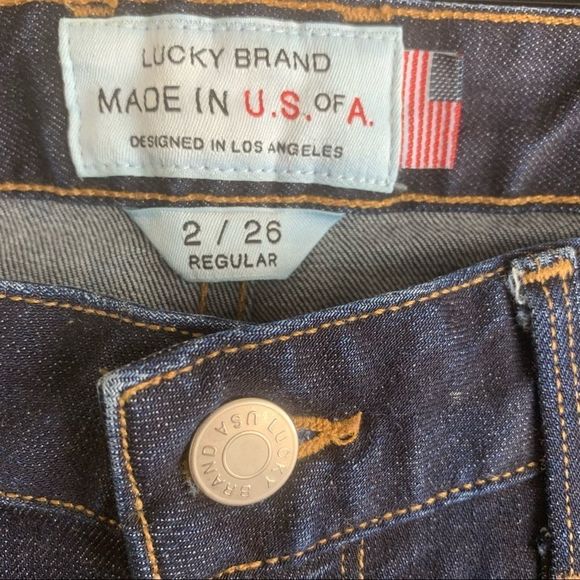 LUCKY BRAND
MADE IN U.S. OF A.
DESIGNED IN LOS ANGELES
2 / 26
REGULAR
LUCKY BRAND USA